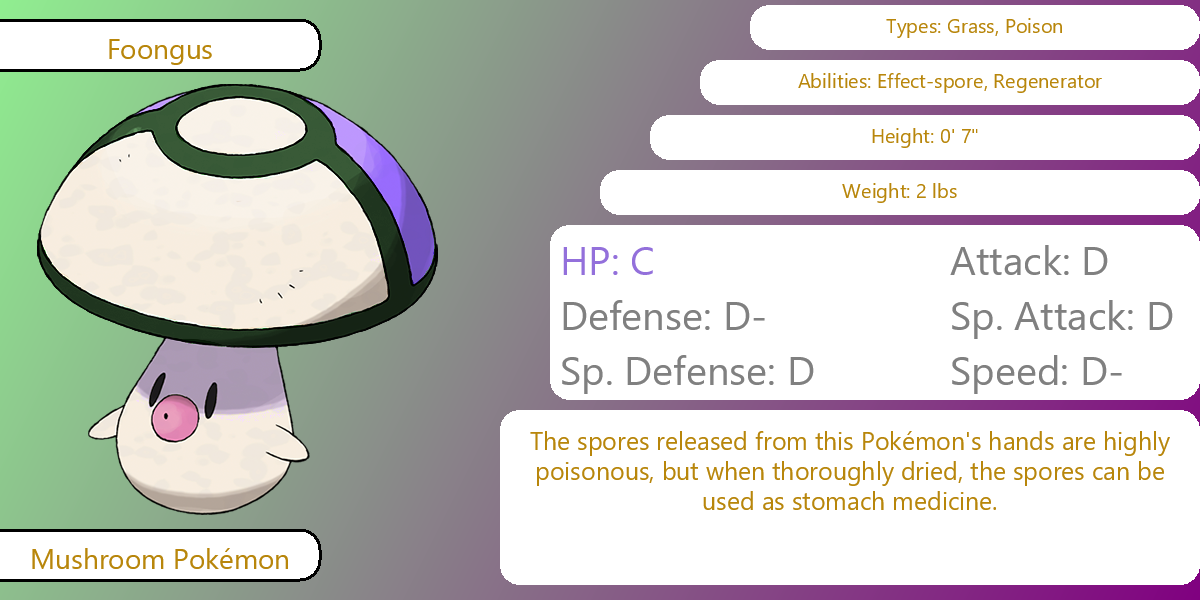 Foongus
Types: Grass, Poison
Abilities: Effect-spore, Regenerator
Height: 0' 7"
Weight: 2 lbs
HP: C
Attack: D
Defense: D-
Sp. Attack: D
Sp. Defense: D
Speed: D-
The spores released from this Pokémon's hands are highly
poisonous, but when thoroughly dried, the spores can be
used as stomach medicine.
Mushroom Pokémon